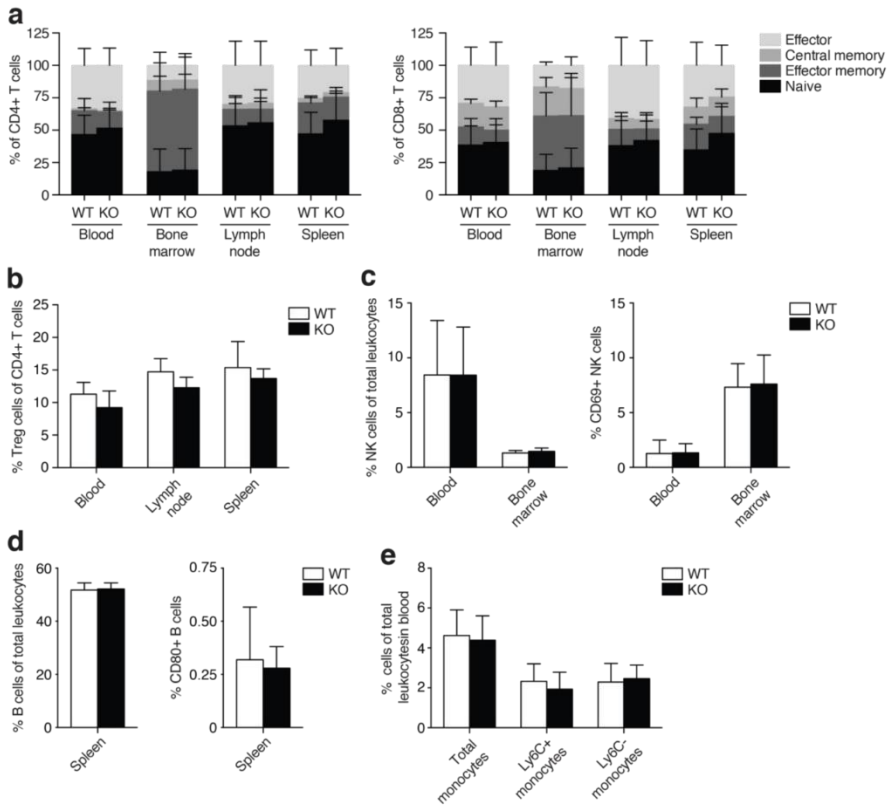 a
% of CD4+ T cells
125
100
75
50
25
0
WT KO WT KO WT KO WT KO
Blood Bone Lymph Spleen
marrow node
% of CD8+ T cells
125
100
75
50
25
0
WT KO WT KO WT KO WT KO
Blood Bone Lymph Spleen
marrow node
Effector
Central memory
Effector memory
Naive
b
% Treg cells of CD4+ T cells
25
20
15
10
5
0
Blood
Lymph
node
Spleen
WT
KO
c
% NK cells of total leukocytes
15
10
5
0
Blood
Bone
marrow
% CD69+ NK cells
15
10
5
0
Blood
Bone
marrow
WT
KO
d
% B cells of total leukocytes
60
40
20
0
Spleen
% CD80+ B cells
0.75
0.50
0.25
0
Spleen
WT
KO
e
% cells of total
leukocytesin blood
8
6
4
2
0
Total
monocytes
Ly6C+
monocytes
Ly6C-
monocytes
WT
KO